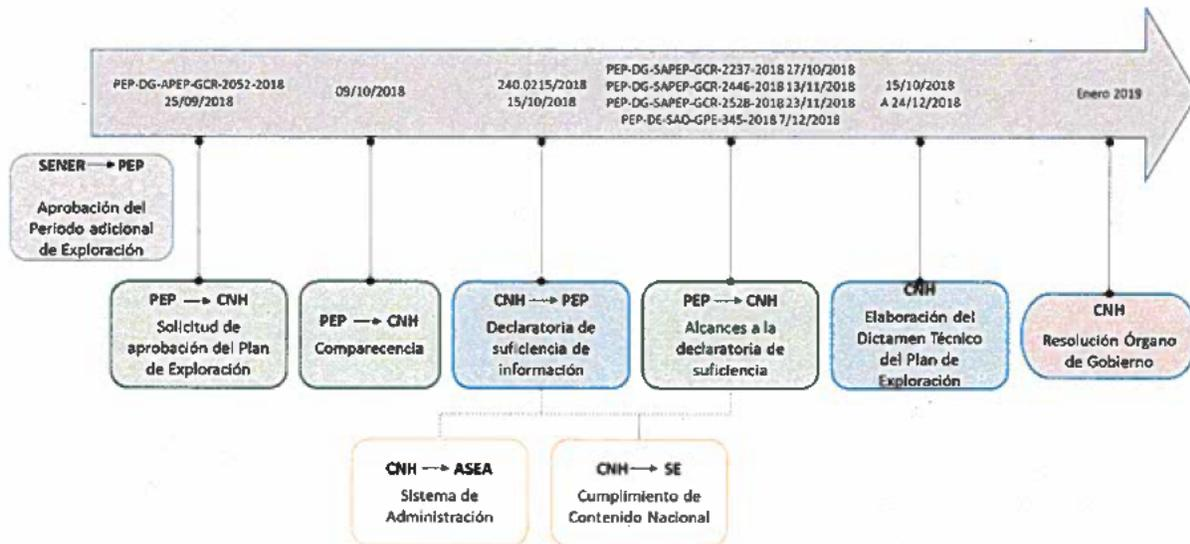 PEP-DG-APEP-GCR-2052-2018
25/09/2018
09/10/2018
240.0215/2018
15/10/2018
PEP-DG-SAPEP-GCR-2237-2018 27/10/2018
PEP-DG-SAPEP-GCR-2446-2018 13/11/2018
PEP-DG-SAPEP-GCR-2528-2018 23/11/2018
PEP-DE-SAO-GPE-345-2018 7/12/2018
15/10/2018
A 24/12/2018
Enero 2019
SENER → PEP
Aprobación del
Periodo adicional
de Exploración
PEP → CNH
Solicitud de
aprobación del Plan
de Exploración
PEP → CNH
Comparecencia
CNH → PEP
Declaratoria de
suficiencia de
información
PEP → CNH
Alcances a la
declaratoria de
suficiencia
CNH
Elaboración del
Dictamen Técnico
del Plan de
Exploración
CNH
Resolución Órgano
de Gobierno
CNH → ASEA
Sistema de
Administración
CNH → SE
Cumplimiento de
Contenido Nacional